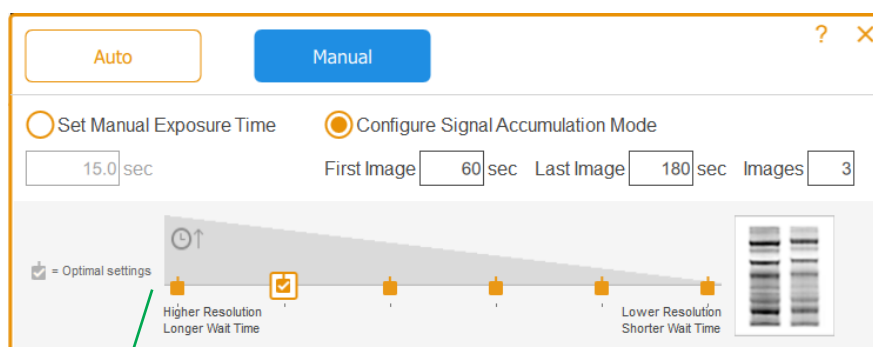 ? ×
Auto Manual
Set Manual Exposure Time Configure Signal Accumulation Mode
15.0 sec First Image 60 sec Last Image 180 sec Images 3
= Optimal settings
Higher Resolution Lower Resolution
Longer Wait Time Shorter Wait Time